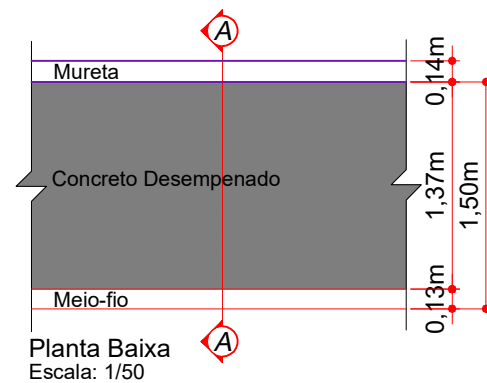 A
Mureta
0,14m
Concreto Desempenado
1,37m
1,50m
Meio-fio
0,13m
A
Planta Baixa
Escala: 1/50